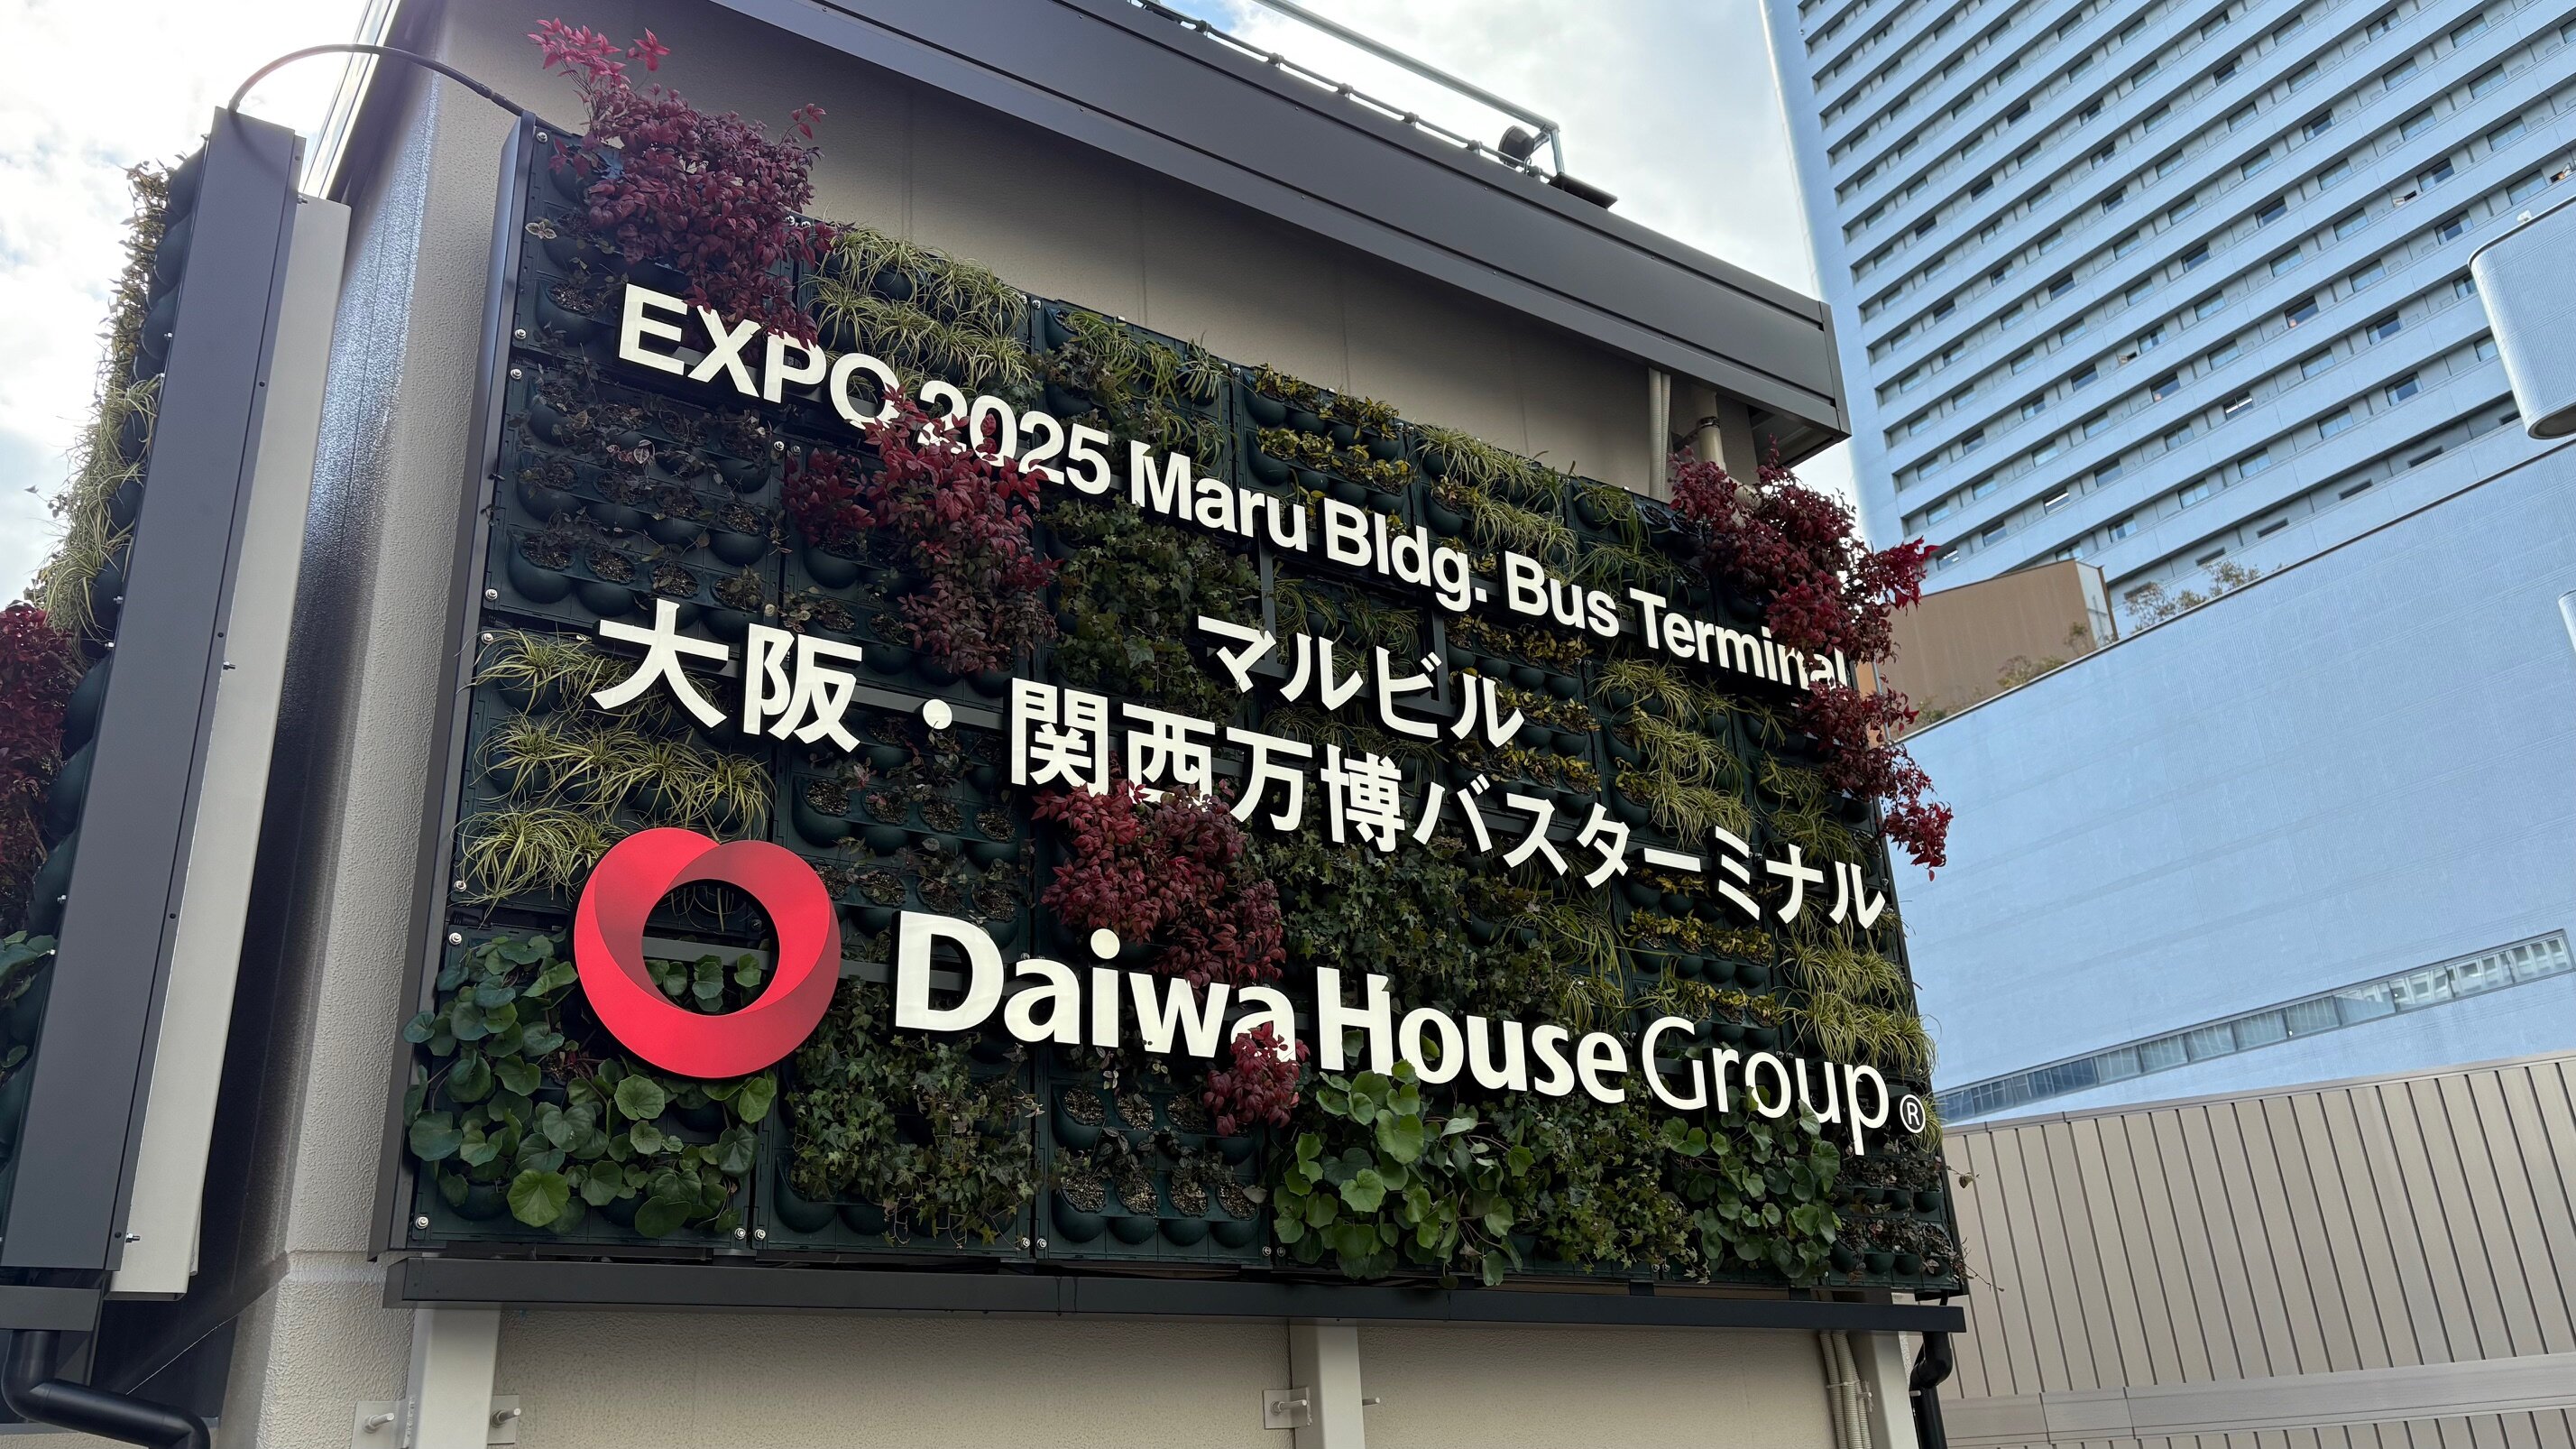 EXPO 2025 Maru Bldg. Bus Terminal
マルビル
大阪・関西万博バスターミナル
Daiwa House Group®